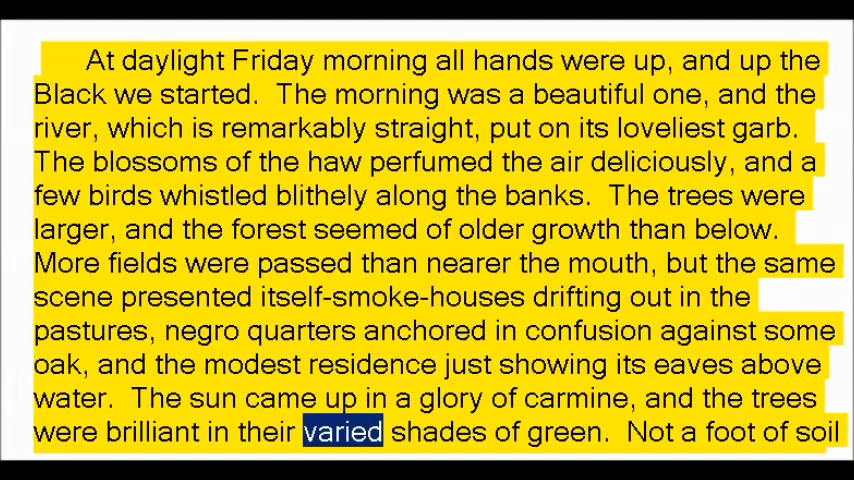 At daylight Friday morning all hands were up, and up the
Black we started.  The morning was a beautiful one, and the
river, which is remarkably straight, put on its loveliest garb.
The blossoms of the haw perfumed the air deliciously, and a
few birds whistled blithely along the banks.  The trees were
larger, and the forest seemed of older growth than below.
More fields were passed than nearer the mouth, but the same
scene presented itself-smoke-houses drifting out in the
pastures, negro quarters anchored in confusion against some
oak, and the modest residence just showing its eaves above
water.  The sun came up in a glory of carmine, and the trees
were brilliant in their varied shades of green.  Not a foot of soil